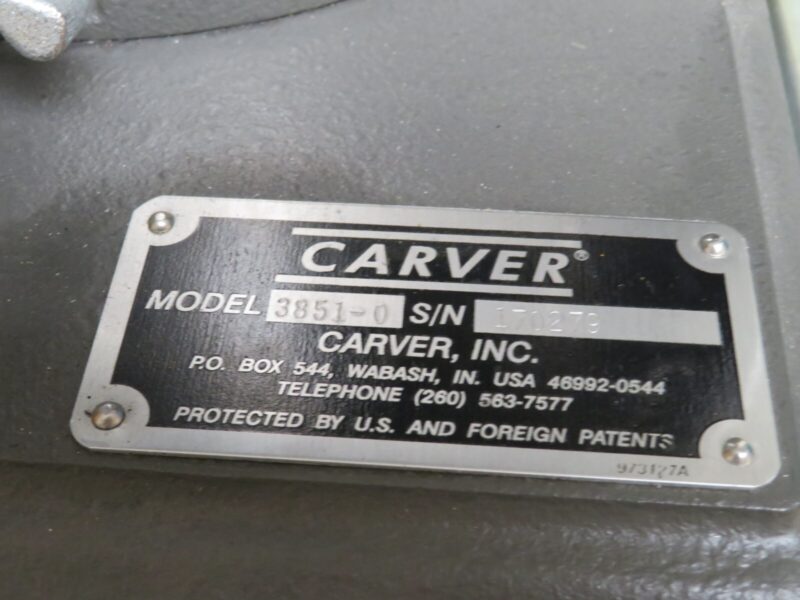 CARVER®
MODEL 3851-0 S/N 170279
CARVER, INC.
P.O. BOX 544, WABASH, IN. USA 46992-0544
TELEPHONE (260) 563-7577
PROTECTED BY U.S. AND FOREIGN PATENTS
973127A